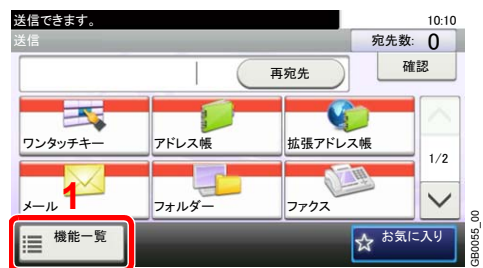 送信できます。
10:10
送信
宛先数: 0
再宛先
確認
ワンタッチキー
アドレス帳
拡張アドレス帳
1/2
メール
1
フォルダー
ファクス
機能一覧
お気に入り
GB0055_00